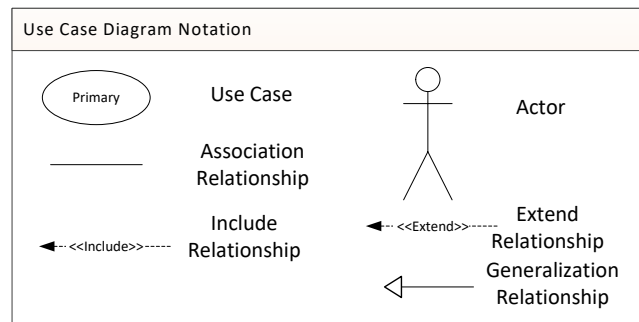 Use Case Diagram Notation
Primary
Use Case
Actor
Association
Relationship
<<Include>>
Include
Relationship
<<Extend>>
Extend
Relationship
Generalization
Relationship